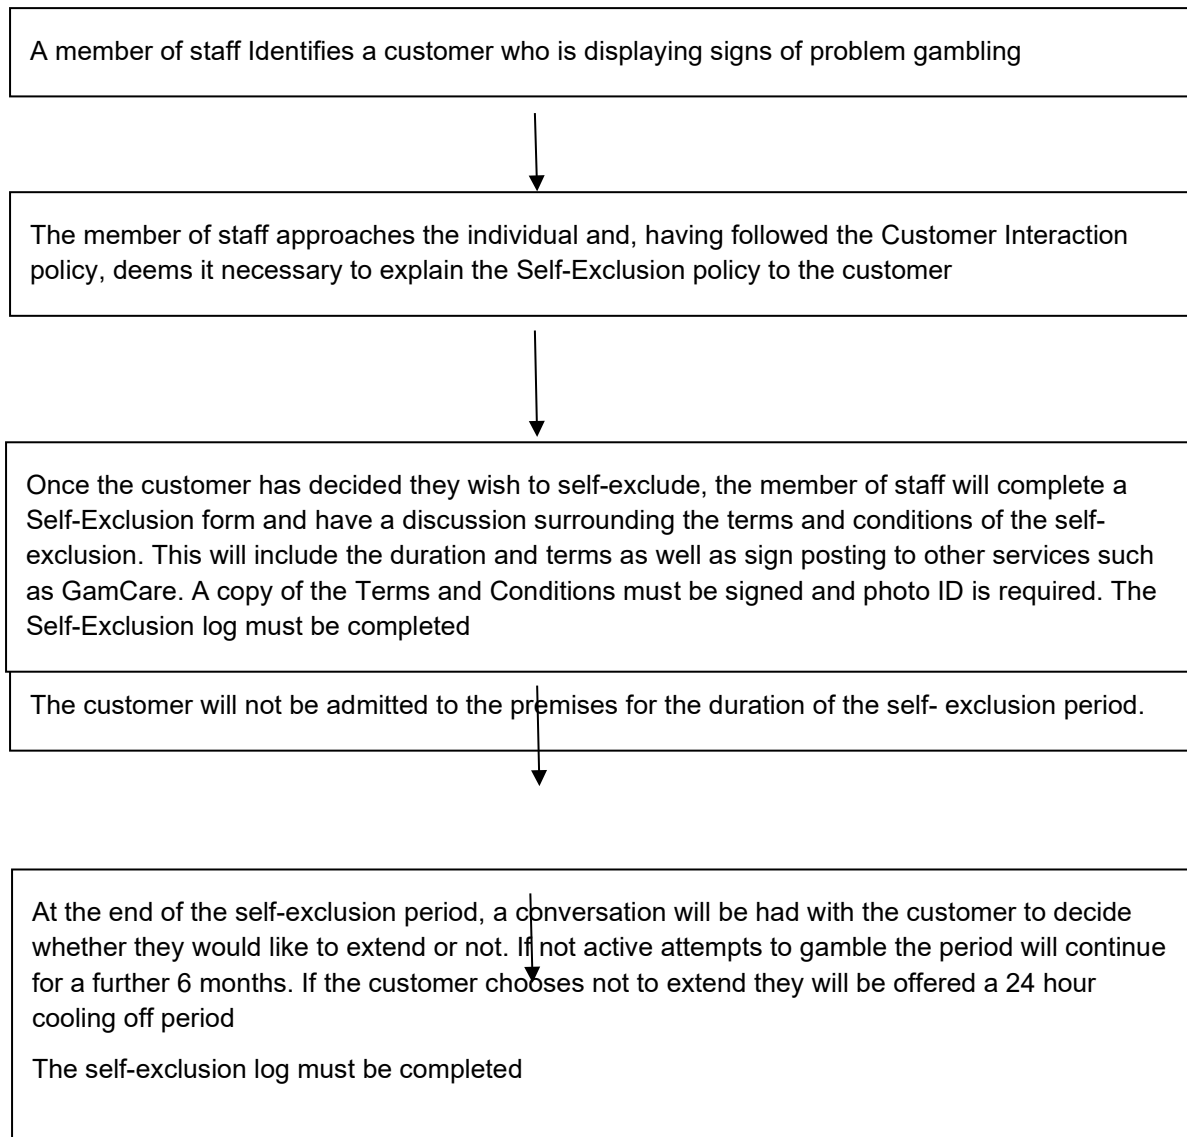 A member of staff Identifies a customer who is displaying signs of problem gambling
The member of staff approaches the individual and, having followed the Customer Interaction
policy, deems it necessary to explain the Self-Exclusion policy to the customer
Once the customer has decided they wish to self-exclude, the member of staff will complete a
Self-Exclusion form and have a discussion surrounding the terms and conditions of the self-
exclusion. This will include the duration and terms as well as sign posting to other services such
as GamCare. A copy of the Terms and Conditions must be signed and photo ID is required. The
Self-Exclusion log must be completed
The customer will not be admitted to the premises for the duration of the self- exclusion period.
At the end of the self-exclusion period, a conversation will be had with the customer to decide
whether they would like to extend or not. If not active attempts to gamble the period will continue
for a further 6 months. If the customer chooses not to extend they will be offered a 24 hour
cooling off period
The self-exclusion log must be completed